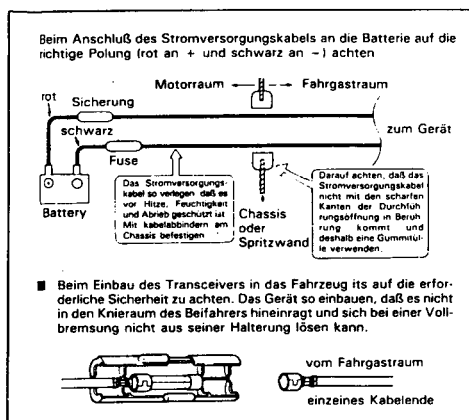 Beim Anschluß des Stromversorgungskabels an die Batterie auf die
richtige Polung (rot an + und schwarz an −) achten
Motorraum
Fahrgastraum
rot
Sicherung
zum Gerät
schwarz
Fuse
Battery
Das Stromversorgungs-
kabel so verlegen daß es
vor Hitze, Feuchtigkeit
und Abrieb geschützt ist
Mit kabelabbindern am
Chassis befestigen
Chassis
oder
Spritzwand
Darauf achten, daß das
Stromversorgungskabel
nicht mit den scharfen
Kanten der Durchfüh
rungsöffnung in Beruh
rung kommt und
deshalb eine Gummitül-
le verwenden.
■ Beim Einbau des Transceivers in das Fahrzeug its auf die erfor-
derliche Sicherheit zu achten. Das Gerät so einbauen, daß es nicht
in den Knieraum des Beifahrers hineinragt und sich bei einer Voll-
bremsung nicht aus seiner Halterung lösen kann.
vom Fahrgastraum
einzeines Kabelende